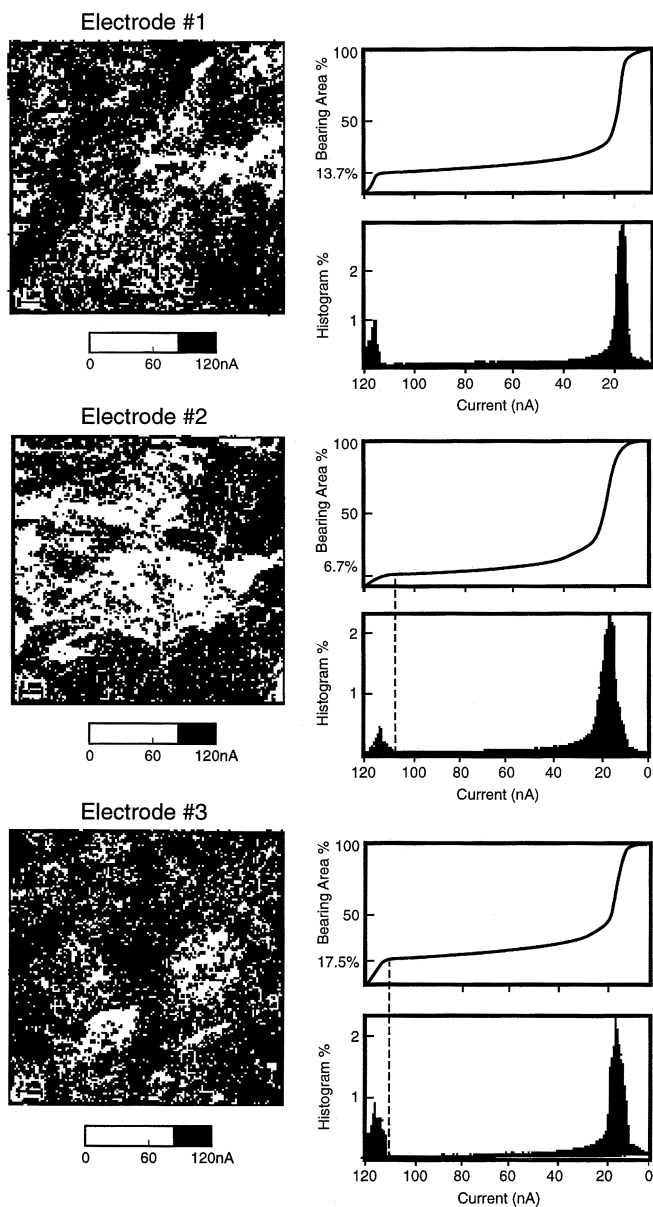 Electrode #1
100
50
13.7%
Bearing Area %
2
1
Histogram %
120 100 80 60 40 20
Current (nA)
0 60 120nA
Electrode #2
100
50
6.7%
Bearing Area %
2
1
Histogram %
120 100 80 60 40 20 0
Current (nA)
0 60 120nA
Electrode #3
100
50
17.5%
Bearing Area %
2
1
Histogram %
120 100 80 60 40 20 0
Current (nA)
0 60 120nA